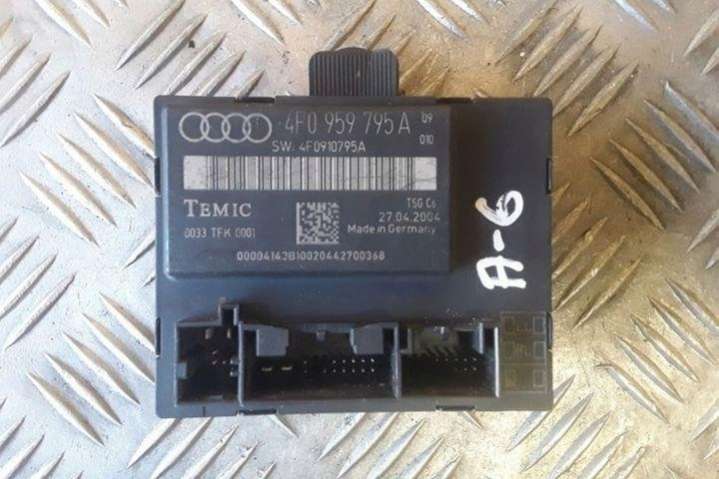 4F0 959 795 A 09
010
SW: 4F0910795A
TEMIC
TSG C6
27.04.2004
0033 TFK 0001
Made in Germany
A-6